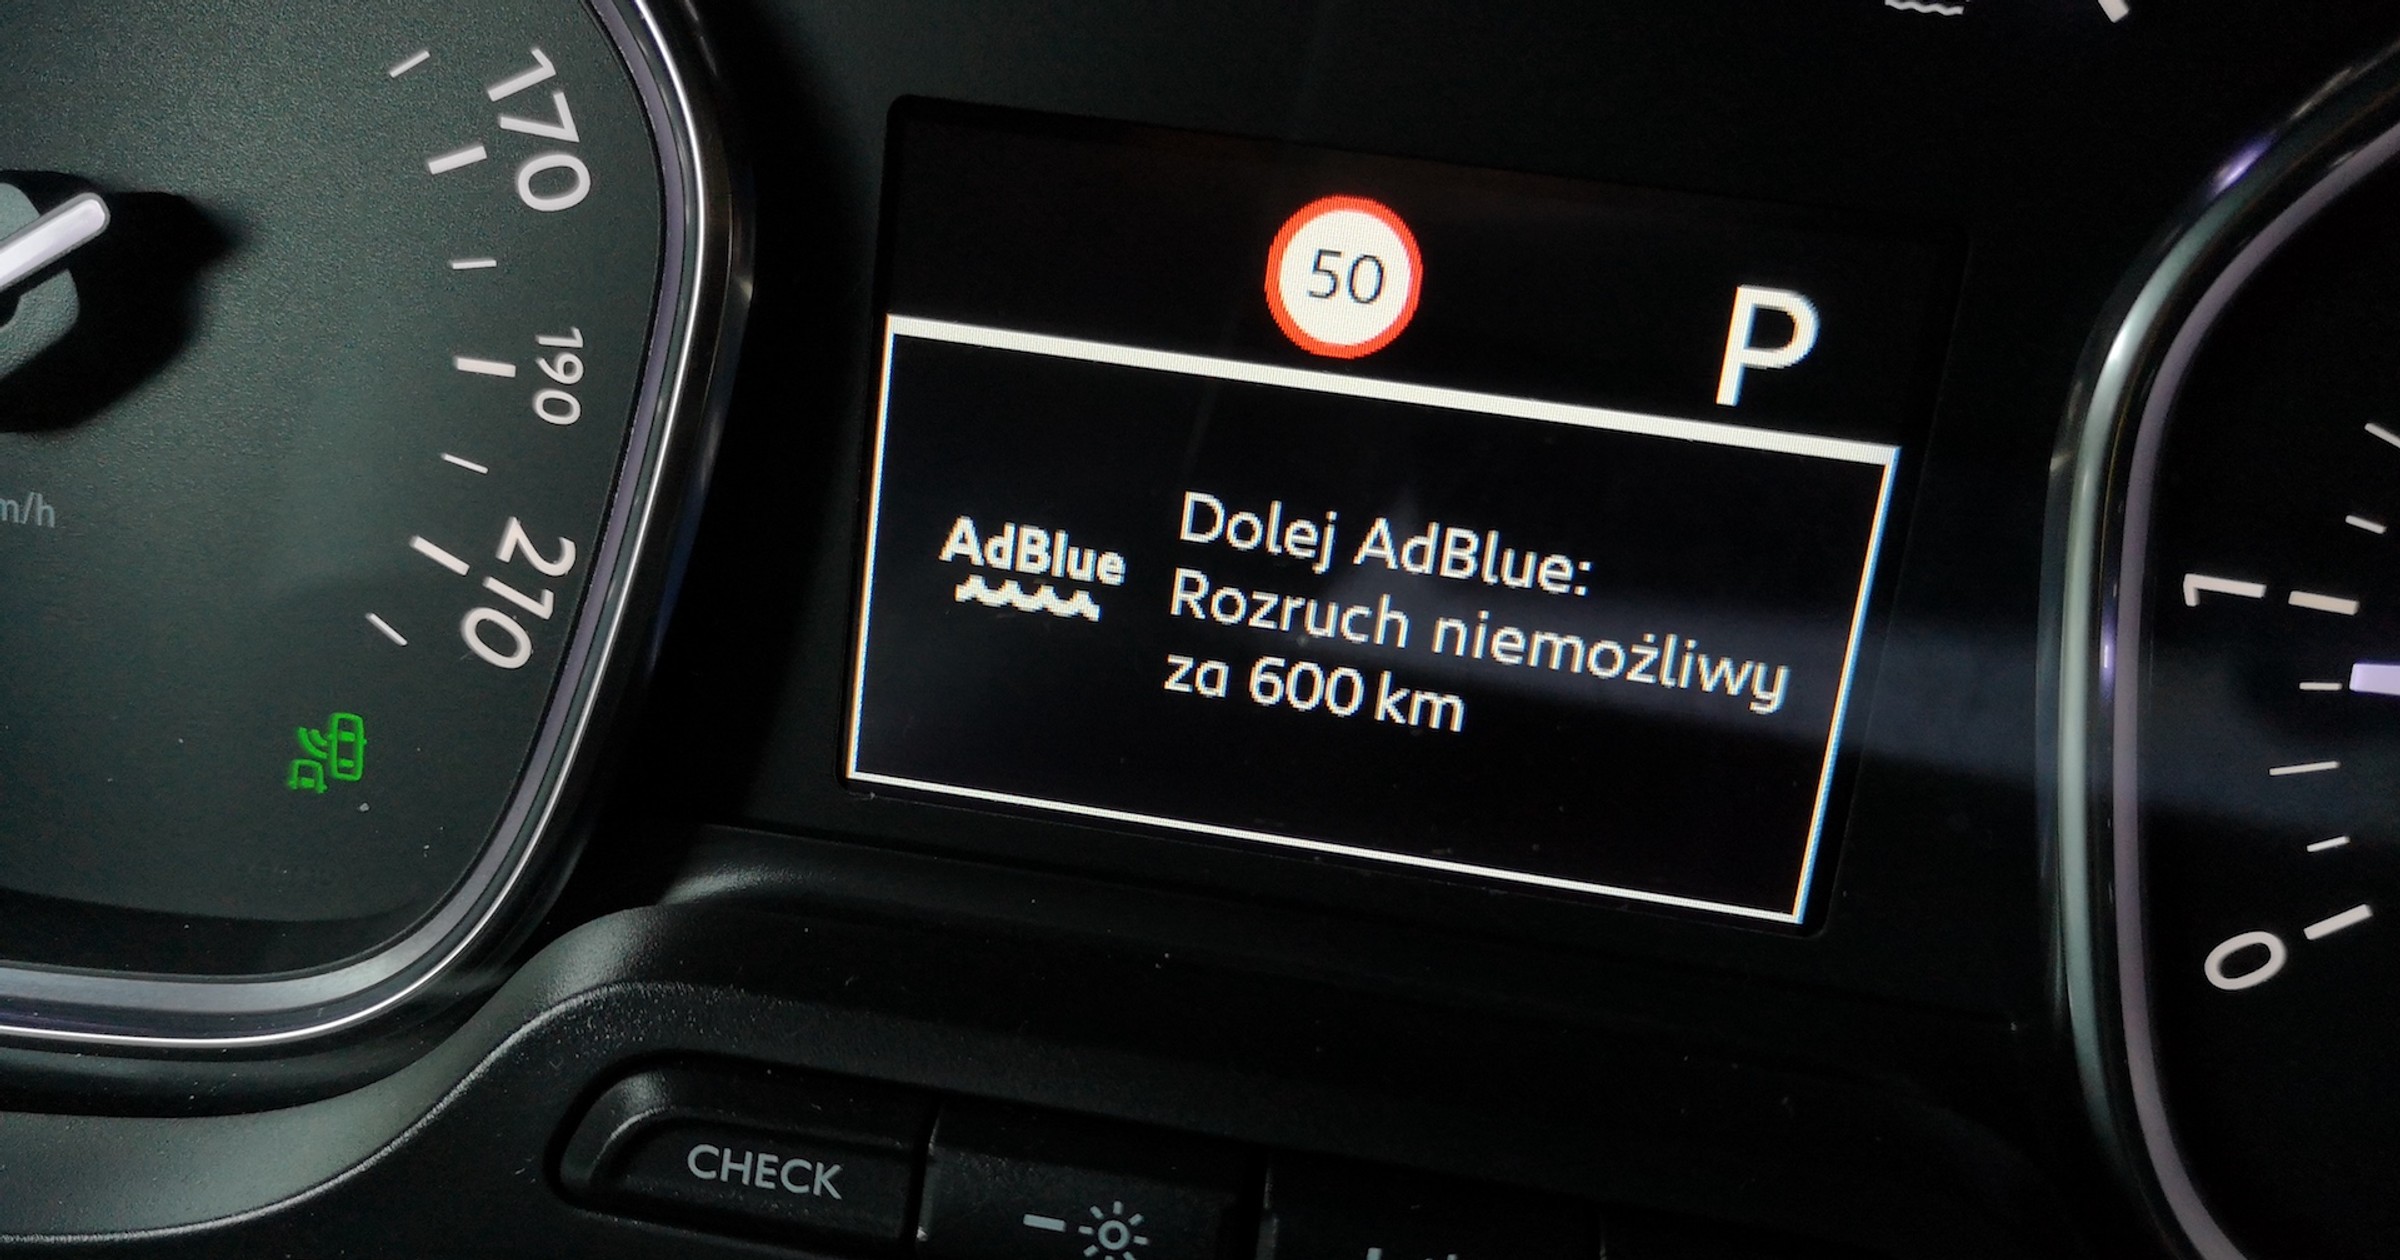 170
190
210
m/h
50
P
AdBlue
Dolej AdBlue:
Rozruch niemożliwy
za 600 km
1
0
CHECK